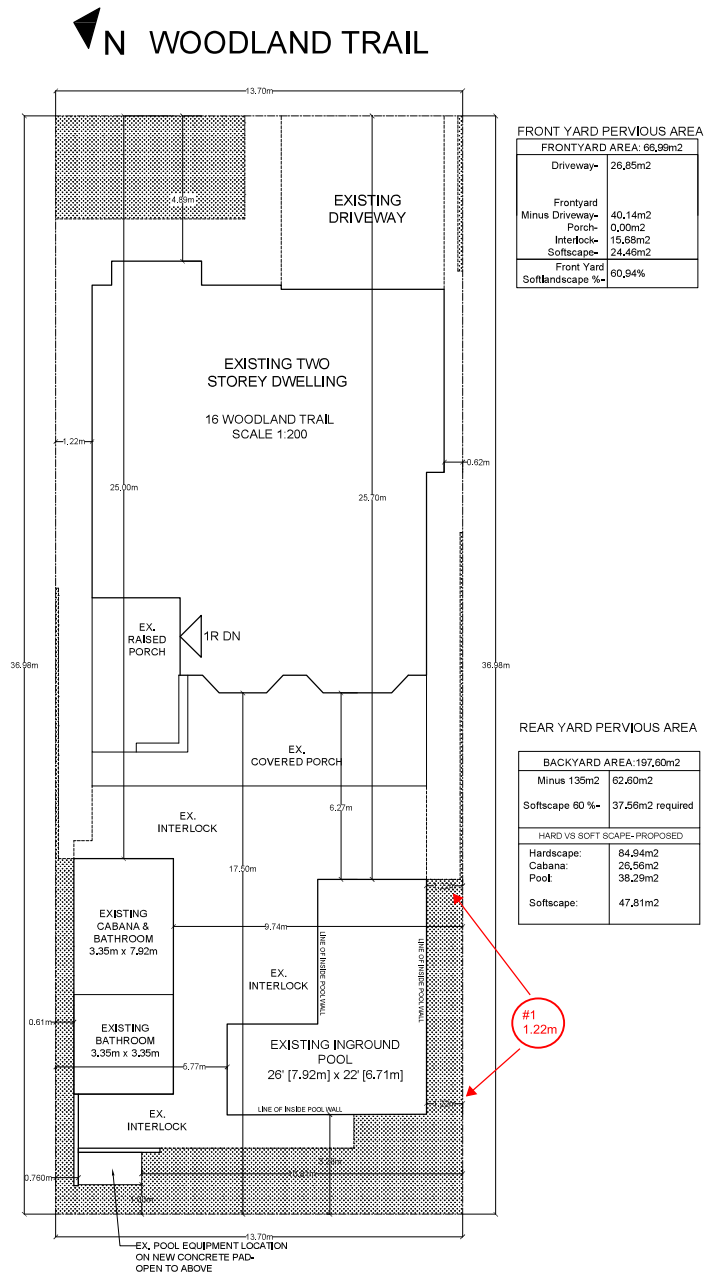 N WOODLAND TRAIL
13.70m
FRONT YARD PERVIOUS AREA
FRONTYARD AREA: 66.99m2
Driveway- 26.85m2
Frontyard
Minus Driveway- 40.14m2
Porch- 0.00m2
Interlock- 15.68m2
Softscape- 24.46m2
Front Yard
Softlandscape %- 60.94%
4.89m
EXISTING
DRIVEWAY
EXISTING TWO
STOREY DWELLING
16 WOODLAND TRAIL
SCALE 1:200
1.22m
0.62m
25.00m
25.70m
EX.
RAISED
PORCH
1R DN
36.98m
36.98m
EX.
COVERED PORCH
6.27m
EX.
INTERLOCK
17.50m
REAR YARD PERVIOUS AREA
BACKYARD AREA:197.60m2
Minus 135m2 62.60m2
Softscape 60 %- 37.56m2 required
HARD VS SOFT SCAPE- PROPOSED
Hardscape: 84.94m2
Cabana: 26.56m2
Pool: 38.29m2
Softscape: 47.81m2
1.22m
EXISTING
CABANA &
BATHROOM
3.35m x 7.92m
9.74m
LINE OF INSIDE POOL WALL
LINE OF INSIDE POOL WALL
EX.
INTERLOCK
#1
1.22m
0.61m
EXISTING
BATHROOM
3.35m x 3.35m
EXISTING INGROUND
POOL
26' [7.92m] x 22' [6.71m]
5.77m
1.22m
LINE OF INSIDE POOL WALL
EX.
INTERLOCK
0.760m
13.70m
EX. POOL EQUIPMENT LOCATION
ON NEW CONCRETE PAD-
OPEN TO ABOVE